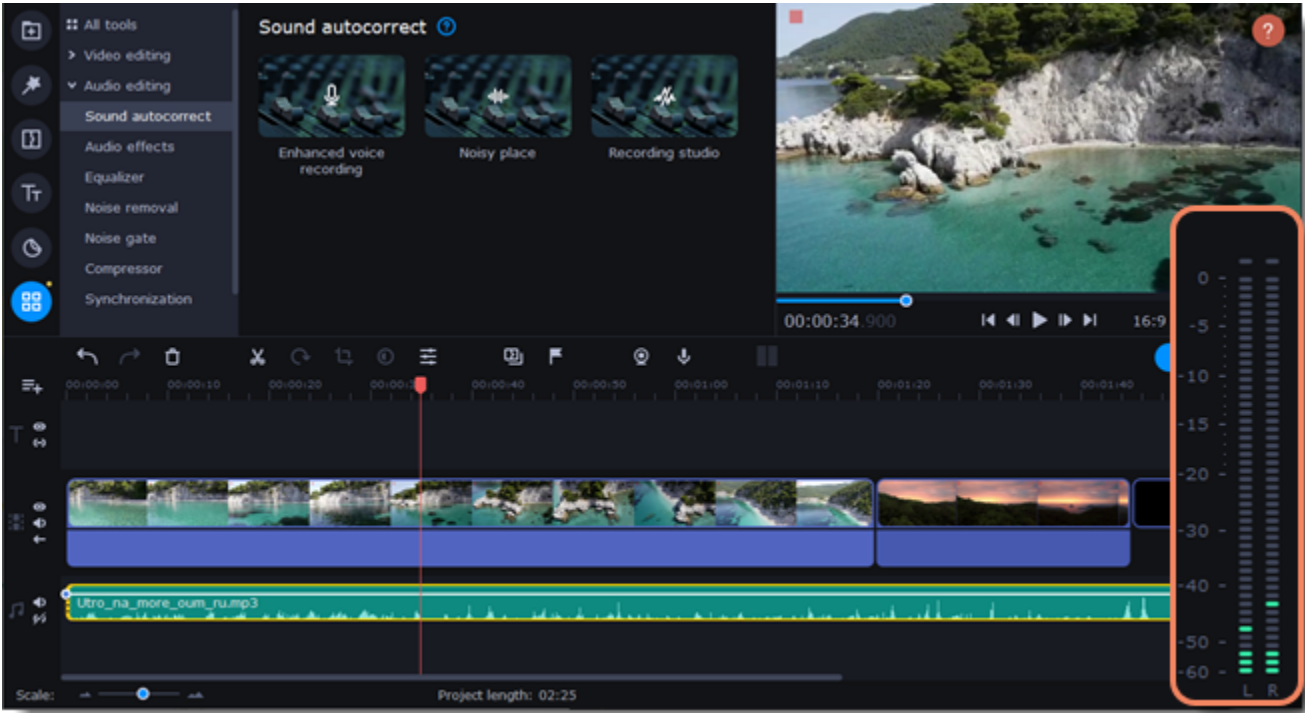 All tools
Video editing
Audio editing
Sound autocorrect
Audio effects
Equalizer
Noise removal
Noise gate
Compressor
Synchronization
Sound autocorrect ?
Enhanced voice
recording
Noisy place
Recording studio
?
00:00:34.900
16:9
00:00:00 00:00:10 00:00:20 00:00:40 00:00:50 00:01:00 00:01:10 00:01:20 00:01:30 00:01:40
Utro_na_more_oum_ru.mp3
Scale:
Project length: 02:25
0
-5
-10
-15
-20
-30
-40
-50
-60
L R